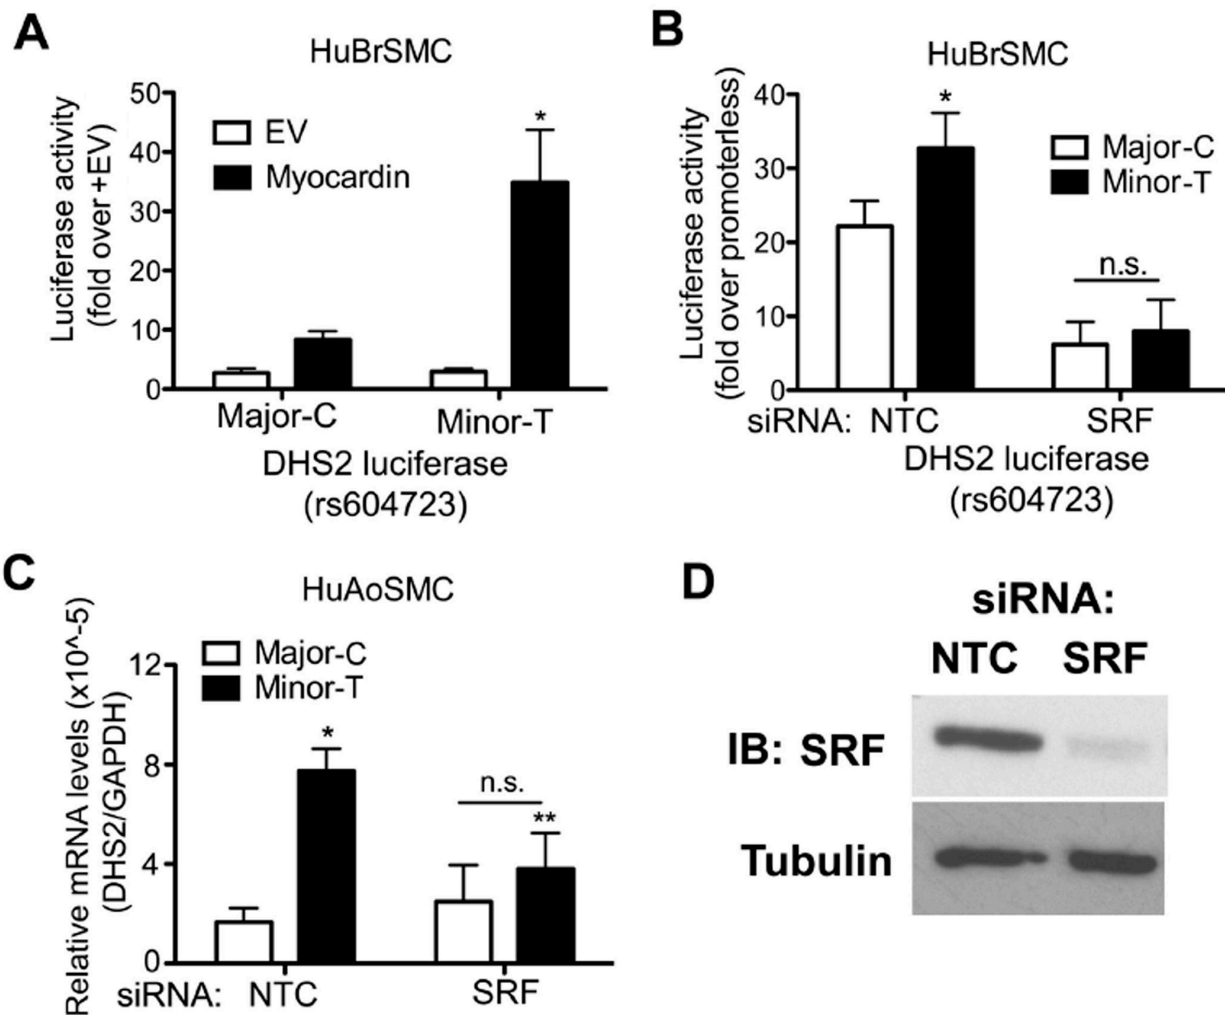 A
HuBrSMC
Luciferase activity
(fold over +EV)
50
40
30
20
10
0
EV
Myocardin
*
Major-C
Minor-T
DHS2 luciferase
(rs604723)
B
HuBrSMC
Luciferase activity
(fold over promoterless)
40
30
20
10
0
*
Major-C
Minor-T
n.s.
siRNA: NTC
SRF
DHS2 luciferase
(rs604723)
C
HuAoSMC
Relative mRNA levels (x10^-5)
(DHS2/GAPDH)
12
8
4
0
Major-C
Minor-T
*
n.s.
**
siRNA: NTC
SRF
D
siRNA:
NTC SRF
IB: SRF
Tubulin